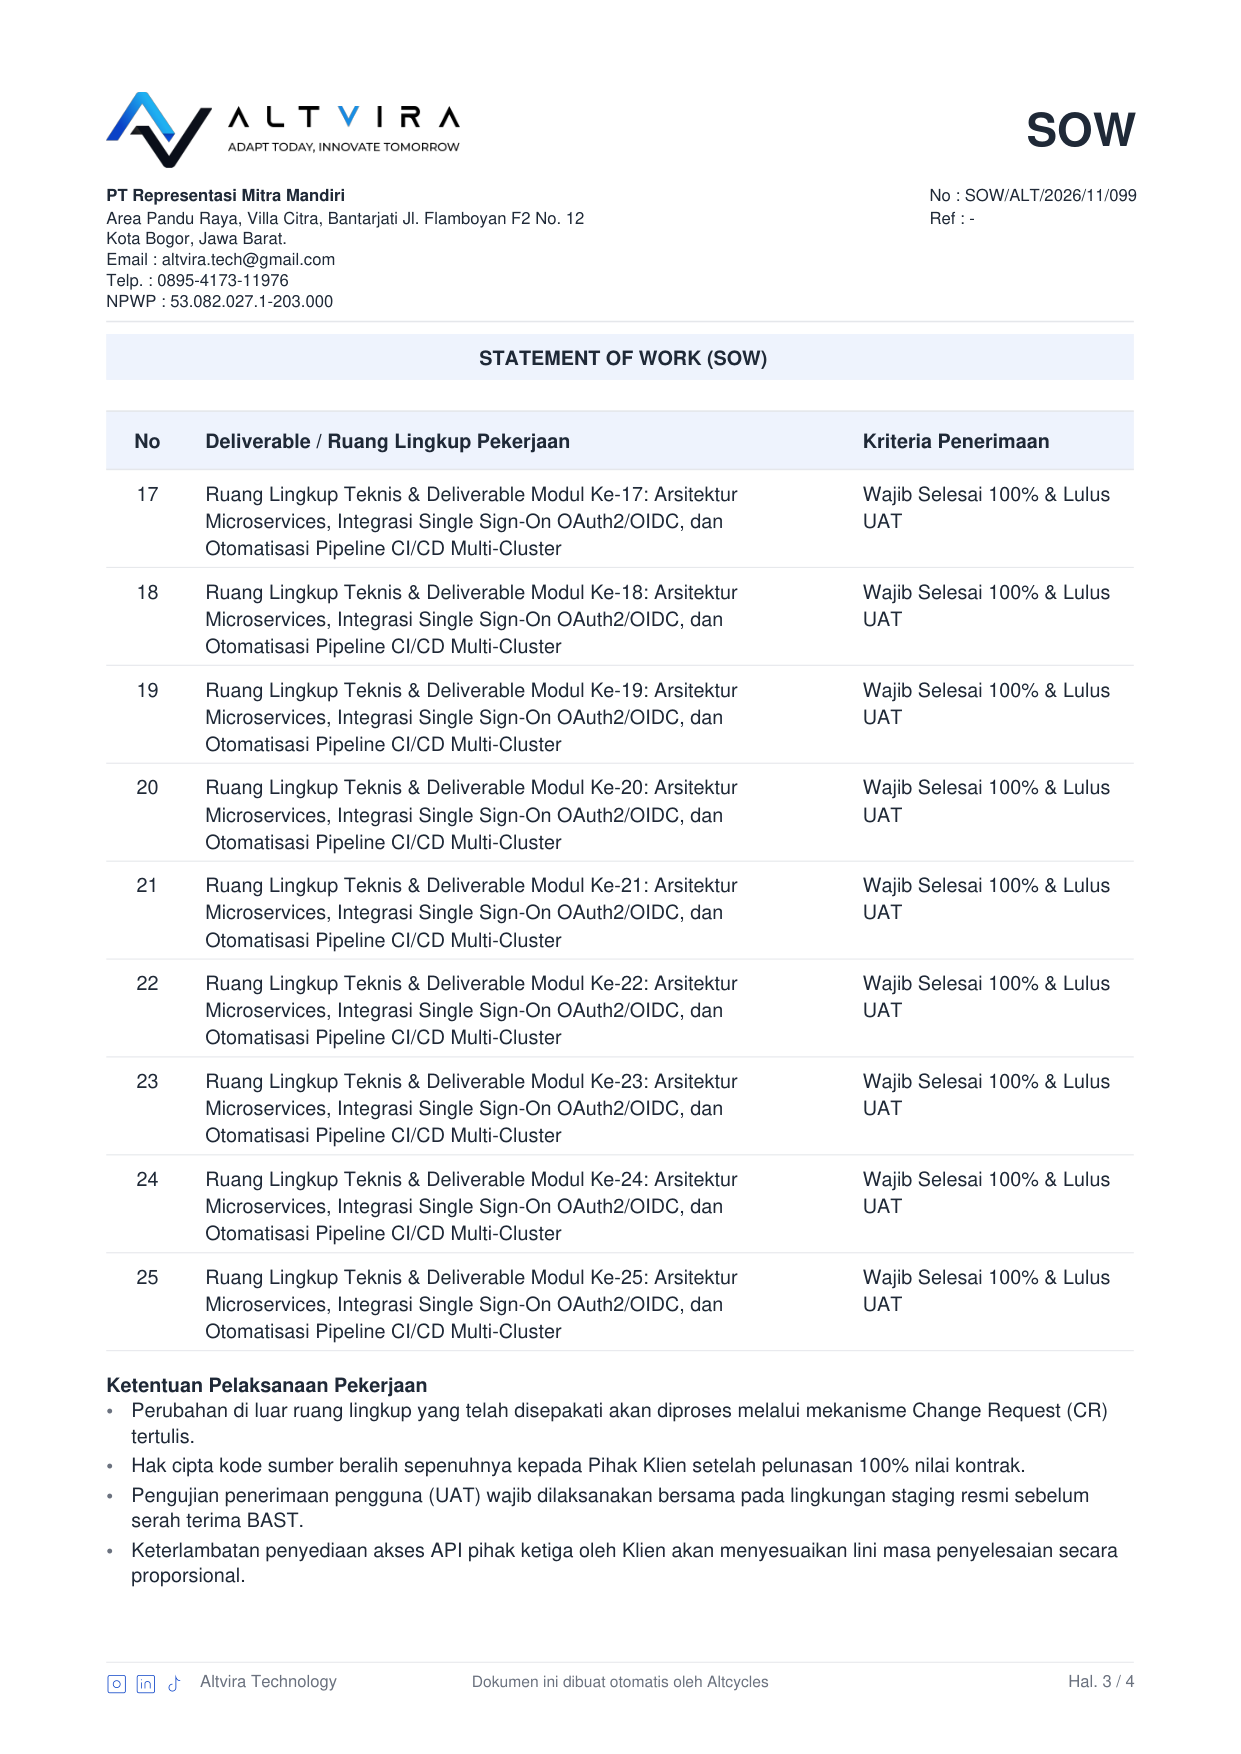 ALTVIRA
ADAPT TODAY, INNOVATE TOMORROW
SOW
PT Representasi Mitra Mandiri
Area Pandu Raya, Villa Citra, Bantarjati Jl. Flamboyan F2 No. 12
Kota Bogor, Jawa Barat.
Email : altvira.tech@gmail.com
Telp. : 0895-4173-11976
NPWP : 53.082.027.1-203.000
No : SOW/ALT/2026/11/099
Ref : -
STATEMENT OF WORK (SOW)
No Deliverable / Ruang Lingkup Pekerjaan Kriteria Penerimaan
17 Ruang Lingkup Teknis & Deliverable Modul Ke-17: Arsitektur Wajib Selesai 100% & Lulus
Microservices, Integrasi Single Sign-On OAuth2/OIDC, dan UAT
Otomatisasi Pipeline CI/CD Multi-Cluster
18 Ruang Lingkup Teknis & Deliverable Modul Ke-18: Arsitektur Wajib Selesai 100% & Lulus
Microservices, Integrasi Single Sign-On OAuth2/OIDC, dan UAT
Otomatisasi Pipeline CI/CD Multi-Cluster
19 Ruang Lingkup Teknis & Deliverable Modul Ke-19: Arsitektur Wajib Selesai 100% & Lulus
Microservices, Integrasi Single Sign-On OAuth2/OIDC, dan UAT
Otomatisasi Pipeline CI/CD Multi-Cluster
20 Ruang Lingkup Teknis & Deliverable Modul Ke-20: Arsitektur Wajib Selesai 100% & Lulus
Microservices, Integrasi Single Sign-On OAuth2/OIDC, dan UAT
Otomatisasi Pipeline CI/CD Multi-Cluster
21 Ruang Lingkup Teknis & Deliverable Modul Ke-21: Arsitektur Wajib Selesai 100% & Lulus
Microservices, Integrasi Single Sign-On OAuth2/OIDC, dan UAT
Otomatisasi Pipeline CI/CD Multi-Cluster
22 Ruang Lingkup Teknis & Deliverable Modul Ke-22: Arsitektur Wajib Selesai 100% & Lulus
Microservices, Integrasi Single Sign-On OAuth2/OIDC, dan UAT
Otomatisasi Pipeline CI/CD Multi-Cluster
23 Ruang Lingkup Teknis & Deliverable Modul Ke-23: Arsitektur Wajib Selesai 100% & Lulus
Microservices, Integrasi Single Sign-On OAuth2/OIDC, dan UAT
Otomatisasi Pipeline CI/CD Multi-Cluster
24 Ruang Lingkup Teknis & Deliverable Modul Ke-24: Arsitektur Wajib Selesai 100% & Lulus
Microservices, Integrasi Single Sign-On OAuth2/OIDC, dan UAT
Otomatisasi Pipeline CI/CD Multi-Cluster
25 Ruang Lingkup Teknis & Deliverable Modul Ke-25: Arsitektur Wajib Selesai 100% & Lulus
Microservices, Integrasi Single Sign-On OAuth2/OIDC, dan UAT
Otomatisasi Pipeline CI/CD Multi-Cluster
Ketentuan Pelaksanaan Pekerjaan
• Perubahan di luar ruang lingkup yang telah disepakati akan diproses melalui mekanisme Change Request (CR)
tertulis.
• Hak cipta kode sumber beralih sepenuhnya kepada Pihak Klien setelah pelunasan 100% nilai kontrak.
• Pengujian penerimaan pengguna (UAT) wajib dilaksanakan bersama pada lingkungan staging resmi sebelum
serah terima BAST.
• Keterlambatan penyediaan akses API pihak ketiga oleh Klien akan menyesuaikan lini masa penyelesaian secara
proporsional.
in Altvira Technology Dokumen ini dibuat otomatis oleh Altcycles Hal. 3 / 4